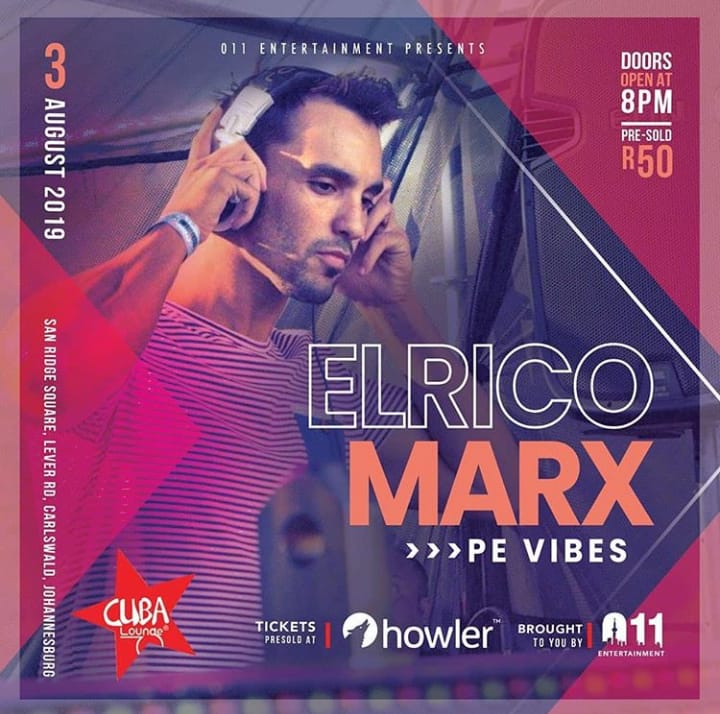 011 ENTERTAINMENT PRESENTS
3 AUGUST 2019
DOORS
OPEN AT
8PM
PRE-SOLD
R50
SAN RIDGE SQUARE, LEVER RD, CARLSWALD, JOHANNESBURG
ELRICO
MARX
>>>PE VIBES
CUBA
Lounge®
TICKETS
PRESOLD AT
howler™
BROUGHT
TO YOU BY
011
ENTERTAINMENT